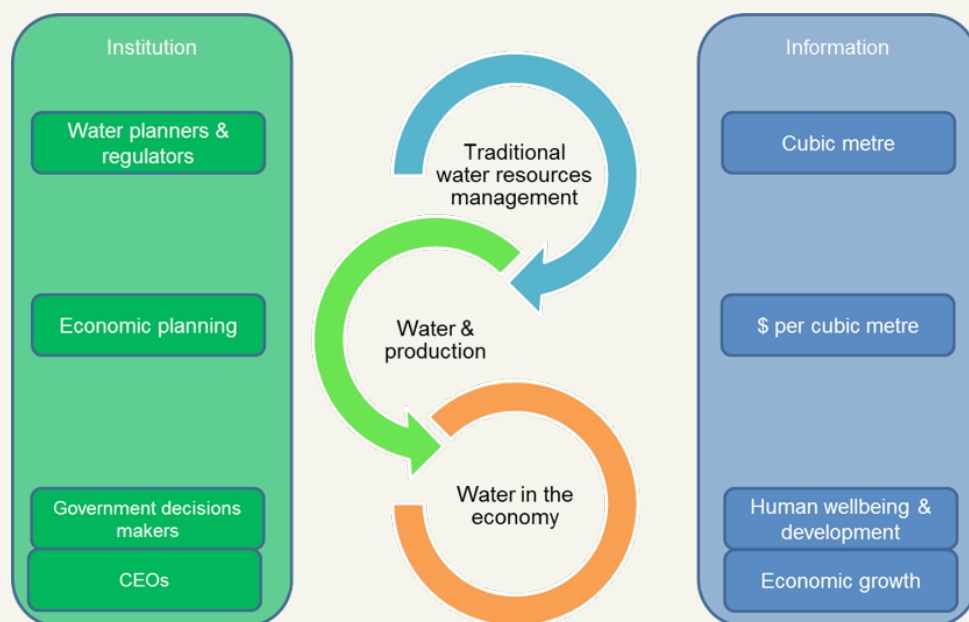 Institution
Water planners &
regulators
Economic planning
Government decisions
makers
CEOs
Traditional
water resources
management
Water &
production
Water in the
economy
Information
Cubic metre
$ per cubic metre
Human wellbeing &
development
Economic growth